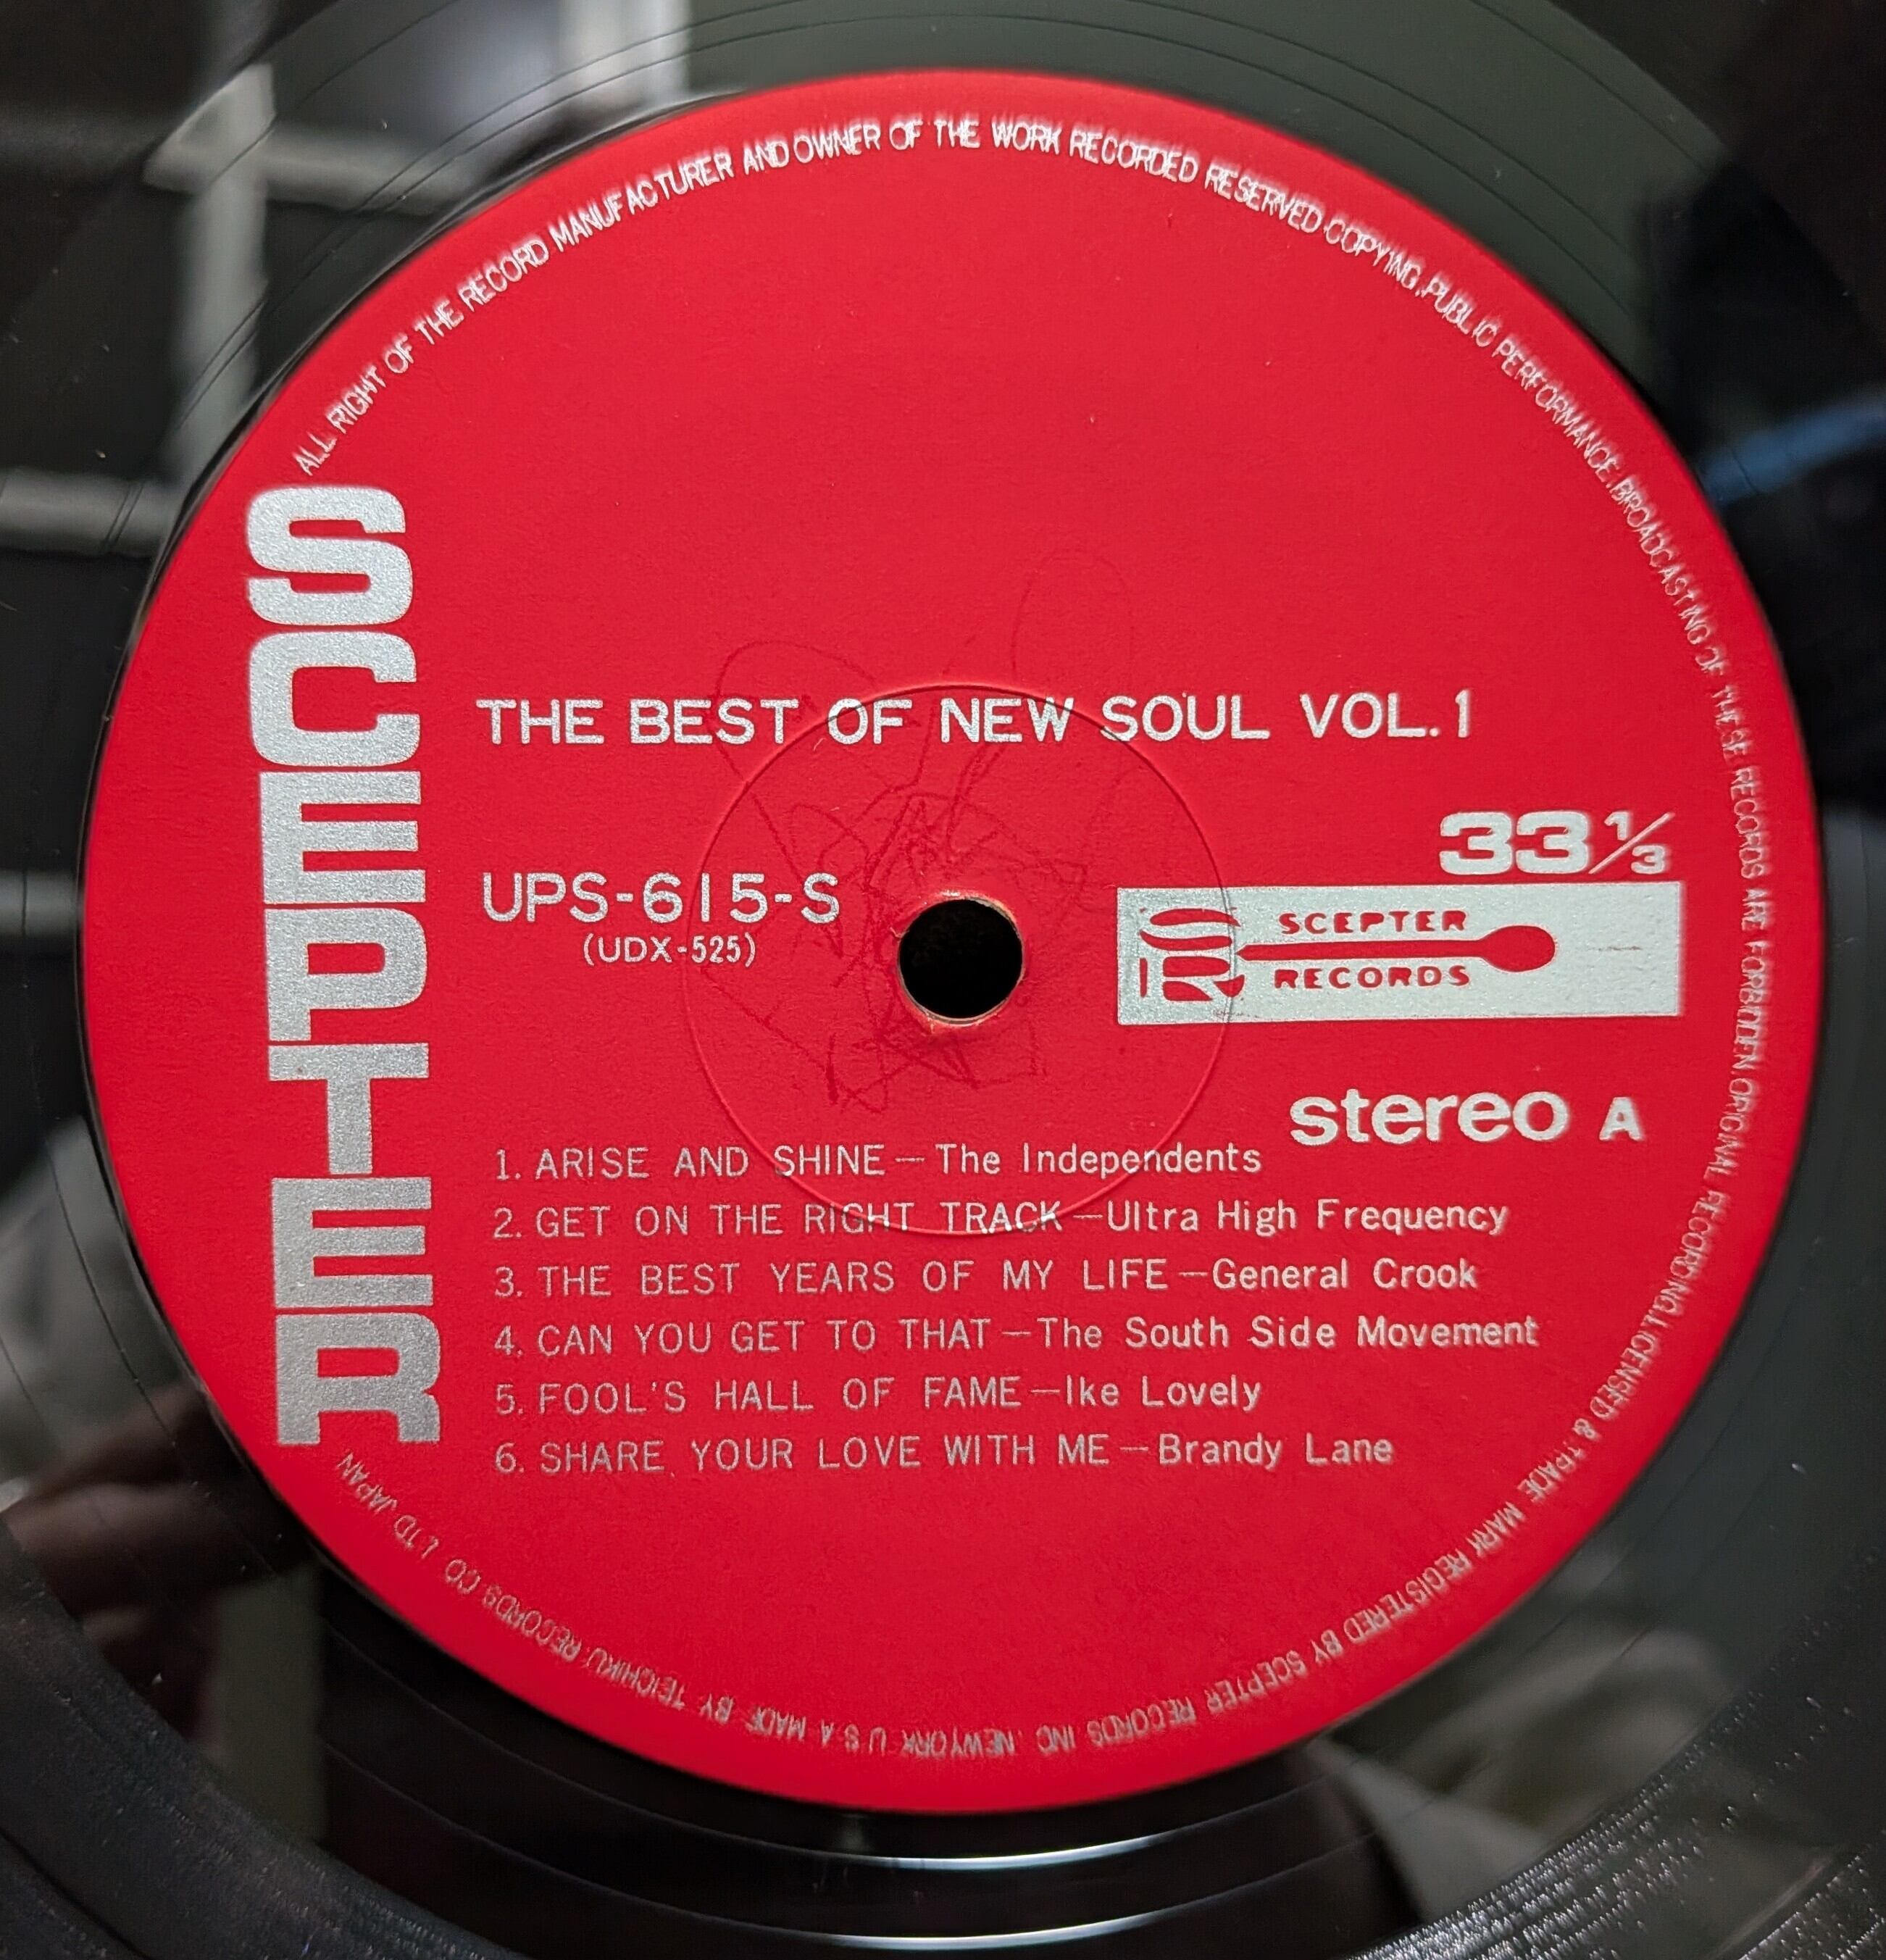 ALL RIGHT OF THE RECORD MANUFACTURER AND OWNER OF THE WORK RECORDED RESERVED.COPYING,PUBLIC PERFORMANCE,BROADCASTING OF THESE RECORDS ARE FORBIDDEN.ORIGINAL RECORDING.LICENSED & TRADE MARK REGISTERED BY SCEPTER RECORDS INC. NEWYORK U S A MADE BY TEICHIKU RECORDS CO LTD JAPAN
SCEPTER
THE BEST OF NEW SOUL VOL.1
33 1/3
UPS-615-S
(UDX-525)
SR SCEPTER
RECORDS
stereo A
1. ARISE AND SHINE — The Independents
2. GET ON THE RIGHT TRACK — Ultra High Frequency
3. THE BEST YEARS OF MY LIFE — General Crook
4. CAN YOU GET TO THAT — The South Side Movement
5. FOOL'S HALL OF FAME — Ike Lovely
6. SHARE YOUR LOVE WITH ME — Brandy Lane